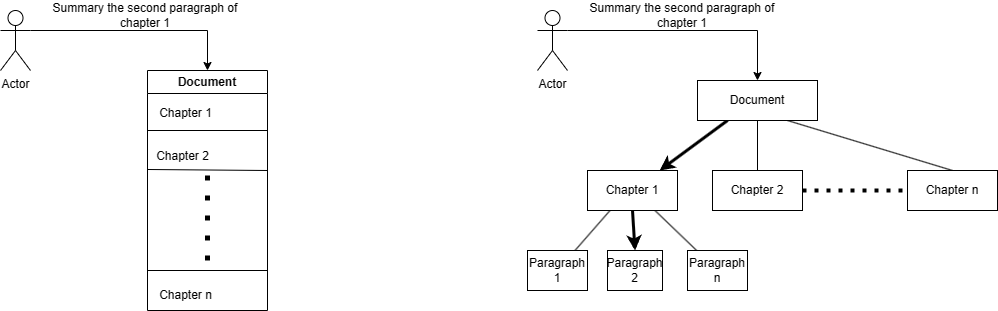 Summary the second paragraph of
chapter 1
Actor
Document
Chapter 1
Chapter 2
Chapter n
Summary the second paragraph of
chapter 1
Actor
Document
Chapter 1
Chapter 2
Chapter n
Paragraph
1
Paragraph
2
Paragraph
n